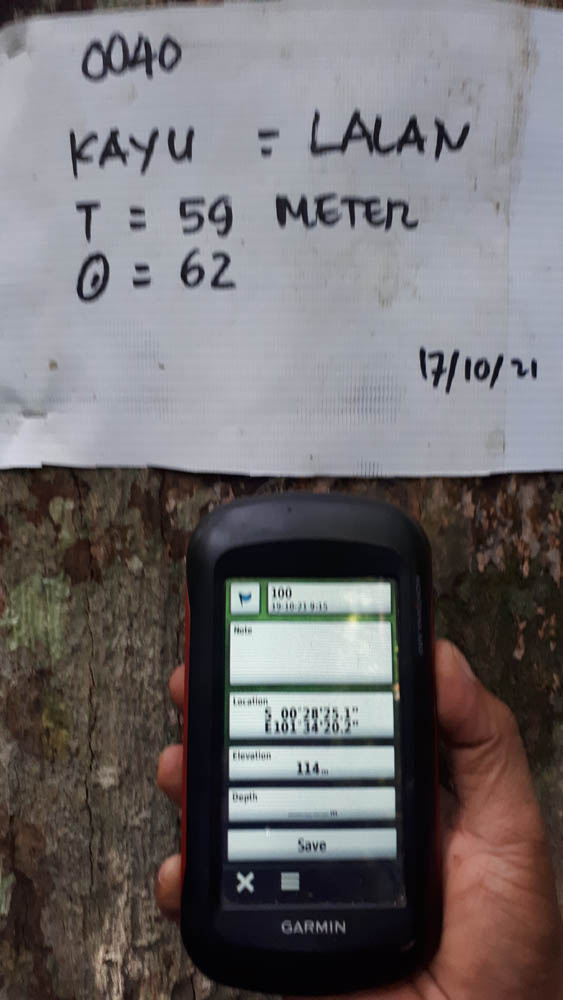 0040
KAYU = LALAN
T = 59 METER
Ꙩ = 62
17/10/21
100
19-10-21 9:15
Note
Location
S 00°28'25.1"
E101°34'20.2"
Elevation
114m
Depth
______m
Save
GARMIN